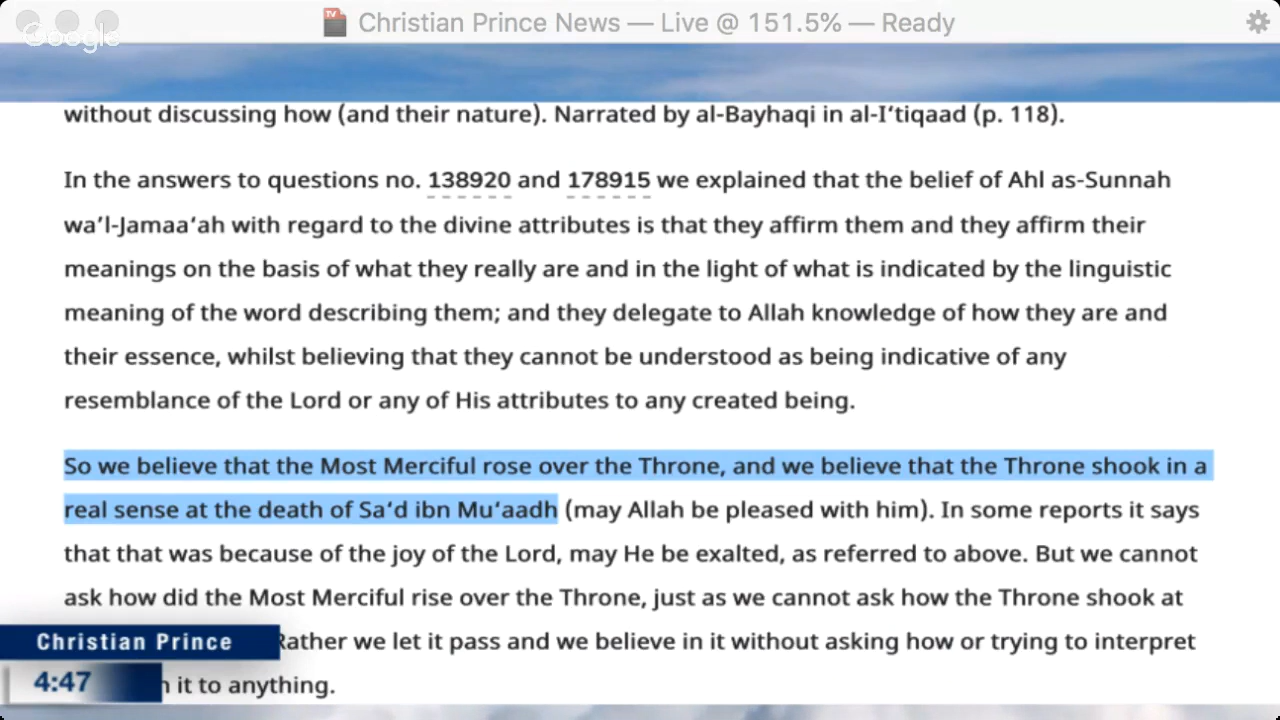 Christian Prince News — Live @ 151.5% — Ready
Google
without discussing how (and their nature). Narrated by al-Bayhaqi in al-I‘tiqaad (p. 118).
In the answers to questions no. 138920 and 178915 we explained that the belief of Ahl as-Sunnah
wa’l-Jamaa‘ah with regard to the divine attributes is that they affirm them and they affirm their
meanings on the basis of what they really are and in the light of what is indicated by the linguistic
meaning of the word describing them; and they delegate to Allah knowledge of how they are and
their essence, whilst believing that they cannot be understood as being indicative of any
resemblance of the Lord or any of His attributes to any created being.
So we believe that the Most Merciful rose over the Throne, and we believe that the Throne shook in a
real sense at the death of Sa‘d ibn Mu‘aadh (may Allah be pleased with him). In some reports it says
that that was because of the joy of the Lord, may He be exalted, as referred to above. But we cannot
ask how did the Most Merciful rise over the Throne, just as we cannot ask how the Throne shook at
Rather we let it pass and we believe in it without asking how or trying to interpret
it to anything.
Christian Prince
4:47